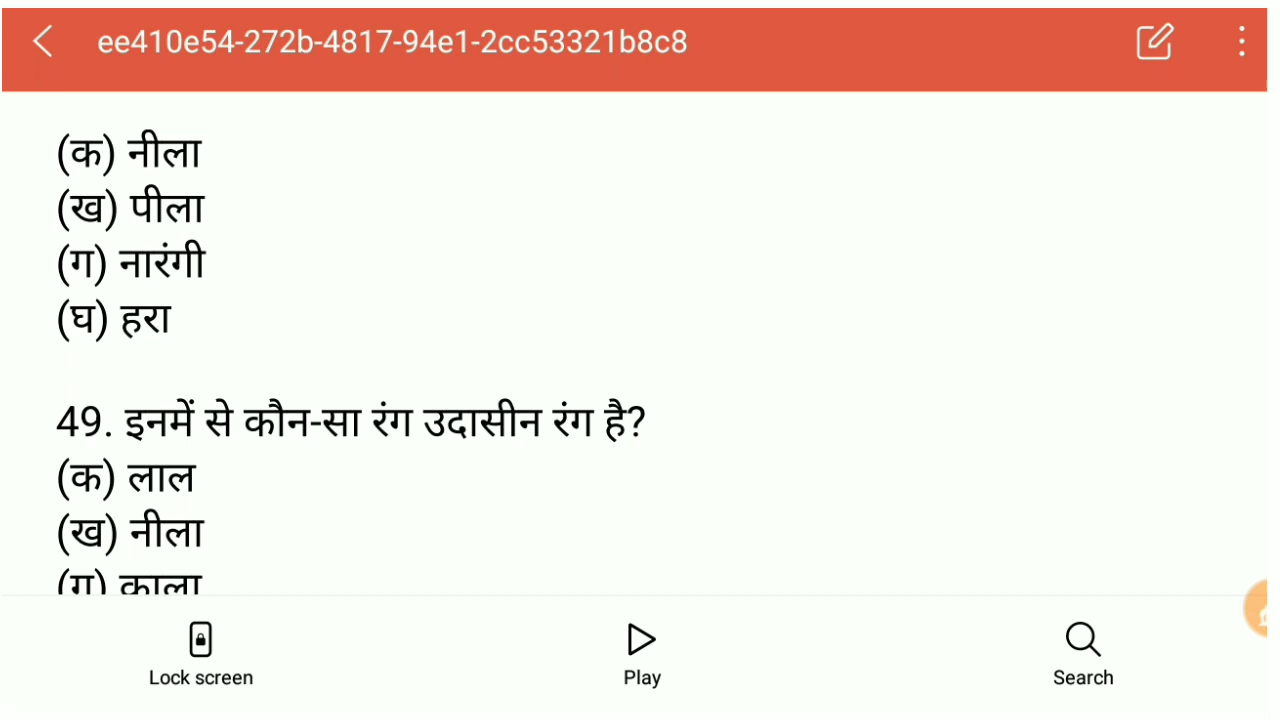 ee410e54-272b-4817-94e1-2cc53321b8c8
(क) नीला
(ख) पीला
(ग) नारंगी
(घ) हरा
49. इनमें से कौन-सा रंग उदासीन रंग है?
(क) लाल
(ख) नीला
(ग) काला
Lock screen
Play
Search